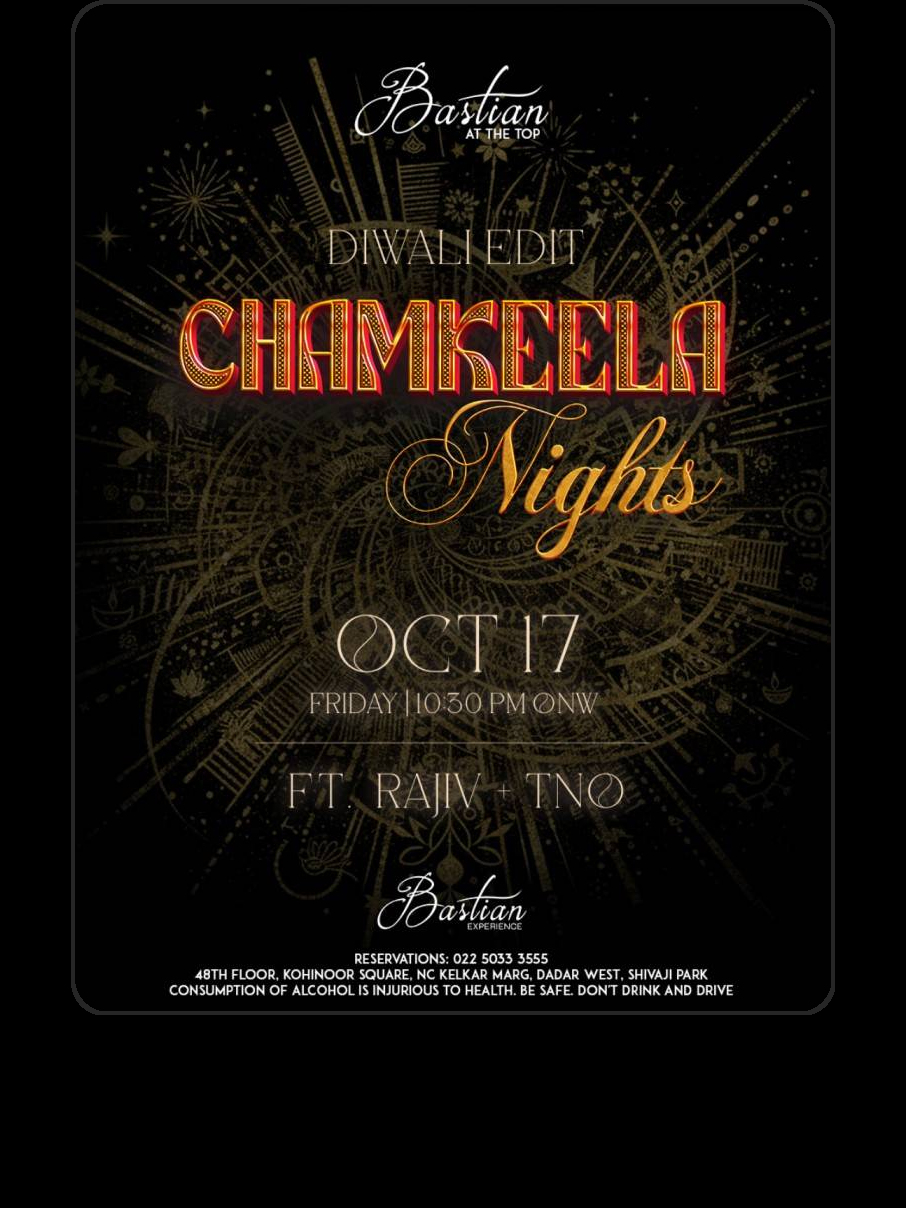 Bastian
AT THE TOP
DIWALI EDIT
CHAMKEELA
Nights
OCT 17
FRIDAY | 10:30 PM ONW
FT. RAJIV + TNO
Bastian
EXPERIENCE
RESERVATIONS: 022 5033 3555
48TH FLOOR, KOHINOOR SQUARE, NC KELKAR MARG, DADAR WEST, SHIVAJI PARK
CONSUMPTION OF ALCOHOL IS INJURIOUS TO HEALTH. BE SAFE. DON'T DRINK AND DRIVE